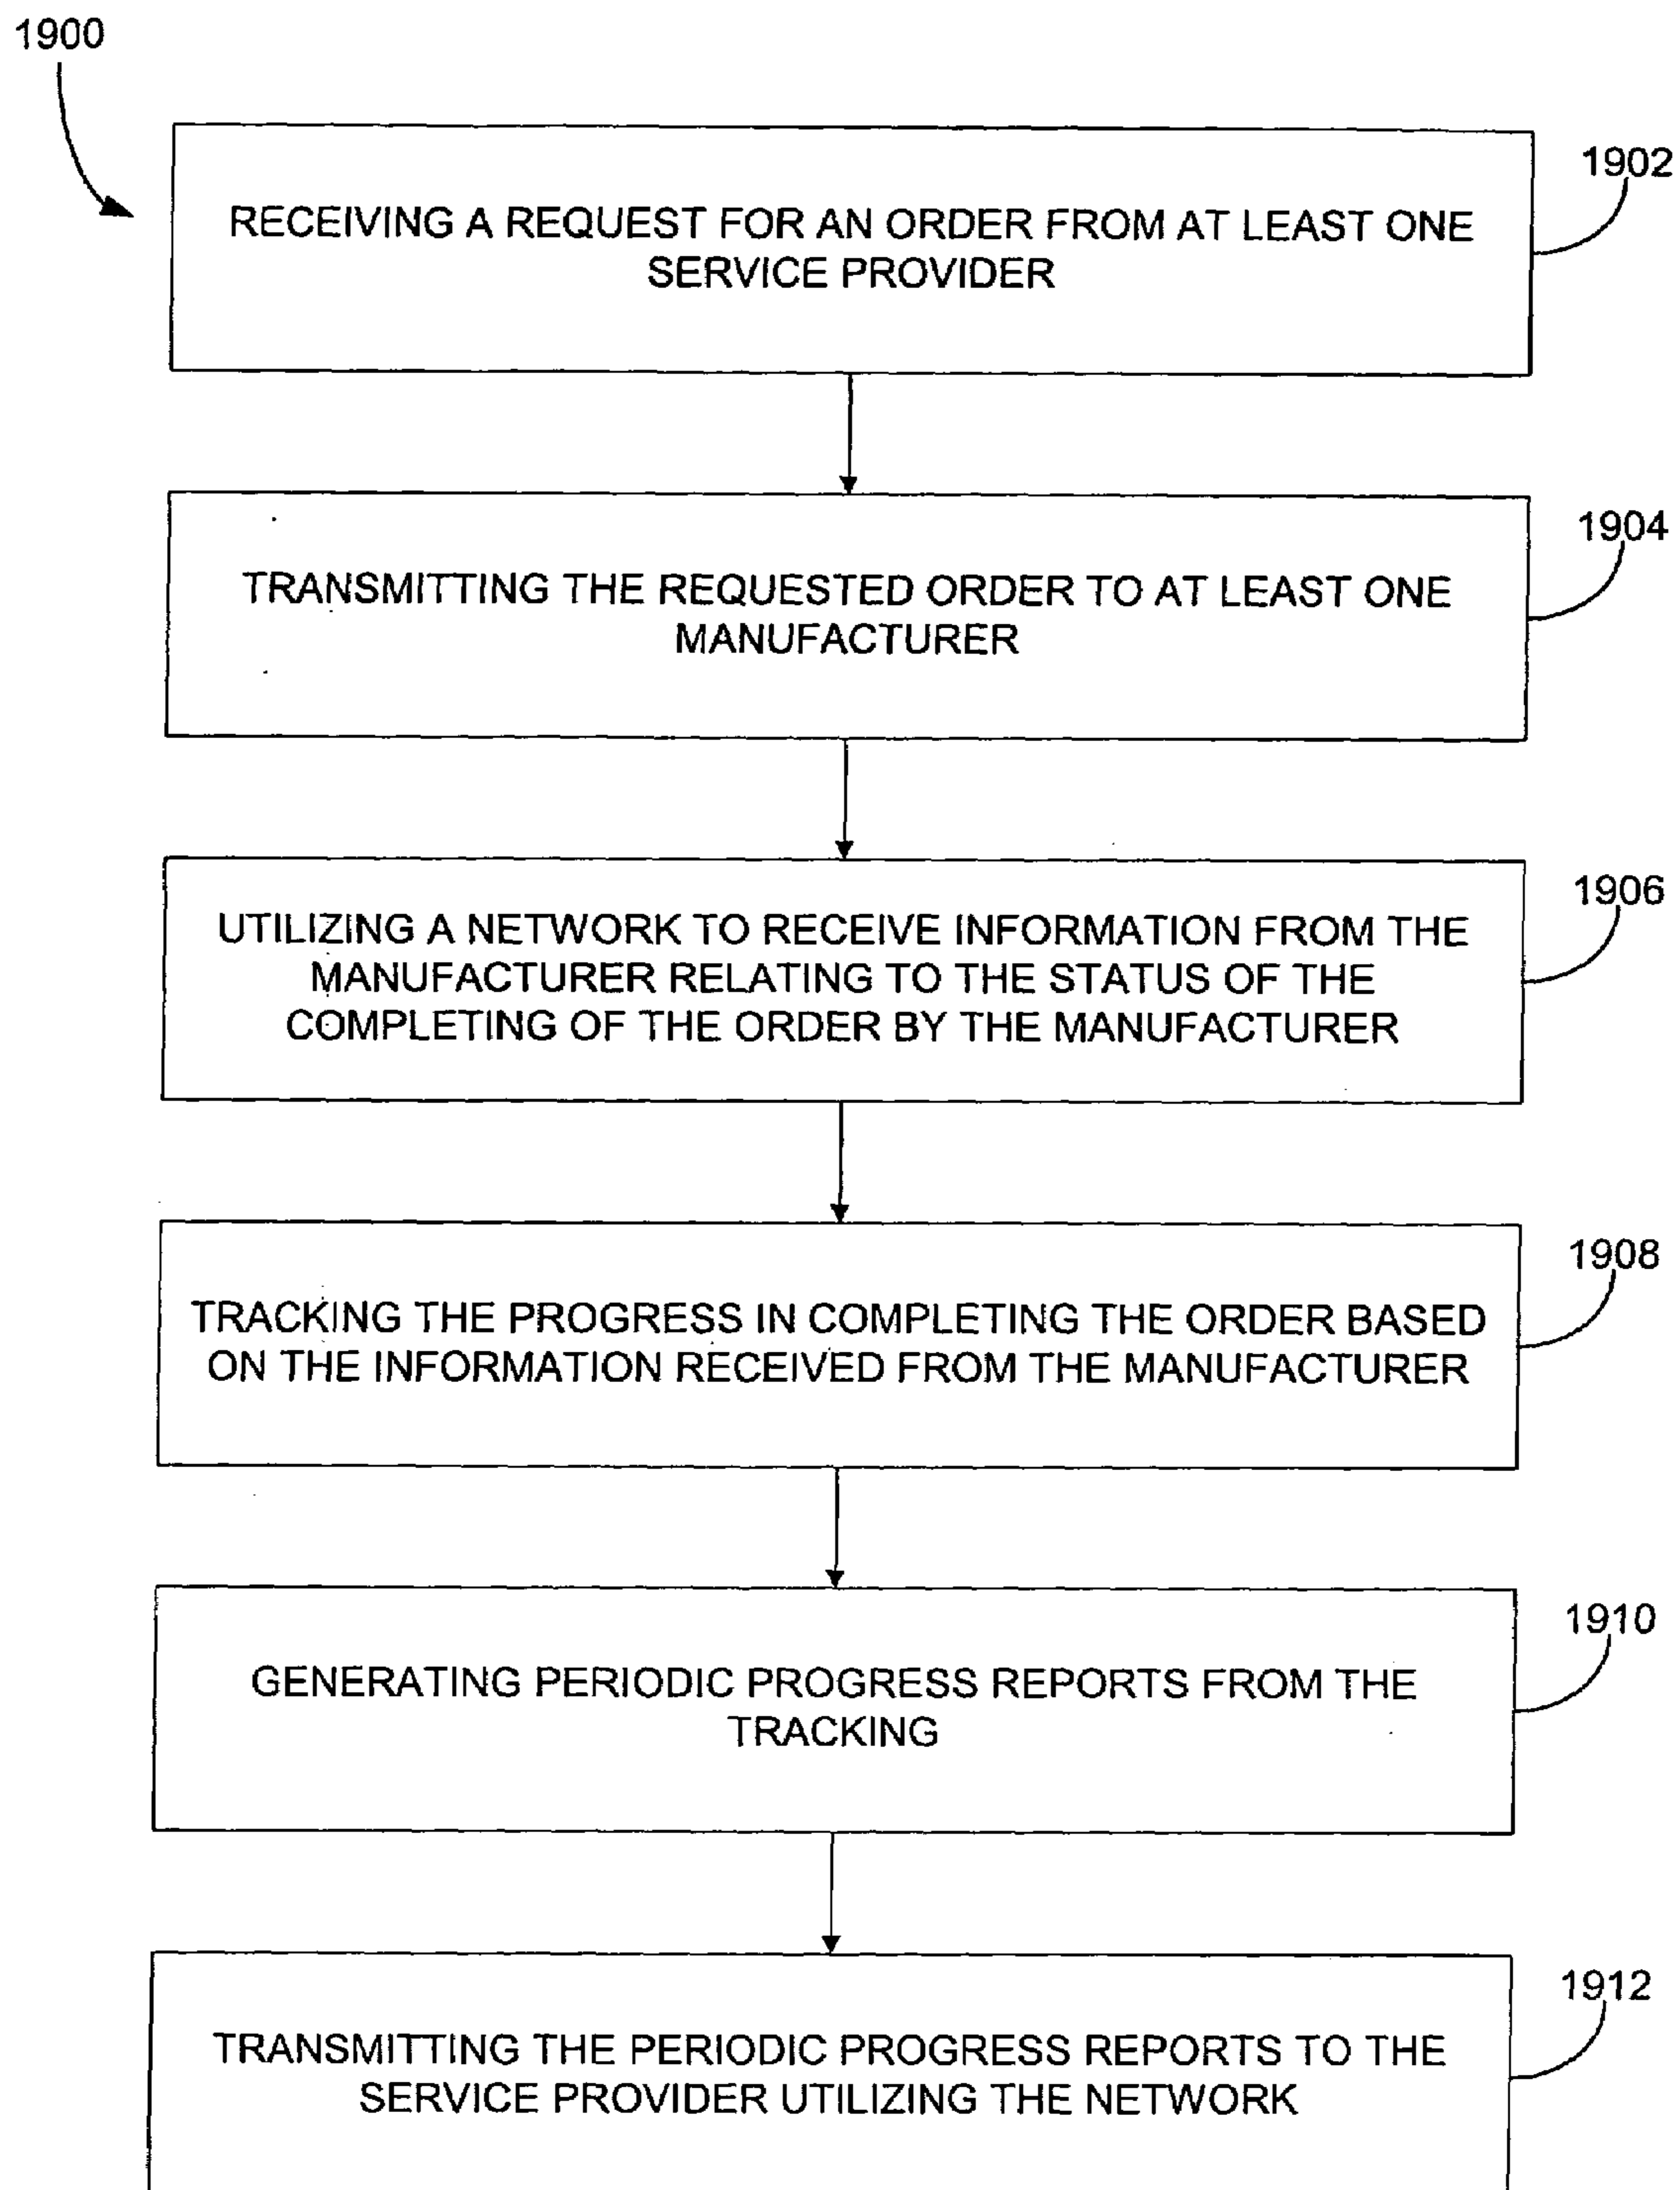 1900
1902
RECEIVING A REQUEST FOR AN ORDER FROM AT LEAST ONE
SERVICE PROVIDER
1904
TRANSMITTING THE REQUESTED ORDER TO AT LEAST ONE
MANUFACTURER
1906
UTILIZING A NETWORK TO RECEIVE INFORMATION FROM THE
MANUFACTURER RELATING TO THE STATUS OF THE
COMPLETING OF THE ORDER BY THE MANUFACTURER
1908
TRACKING THE PROGRESS IN COMPLETING THE ORDER BASED
ON THE INFORMATION RECEIVED FROM THE MANUFACTURER
1910
GENERATING PERIODIC PROGRESS REPORTS FROM THE
TRACKING
1912
TRANSMITTING THE PERIODIC PROGRESS REPORTS TO THE
SERVICE PROVIDER UTILIZING THE NETWORK